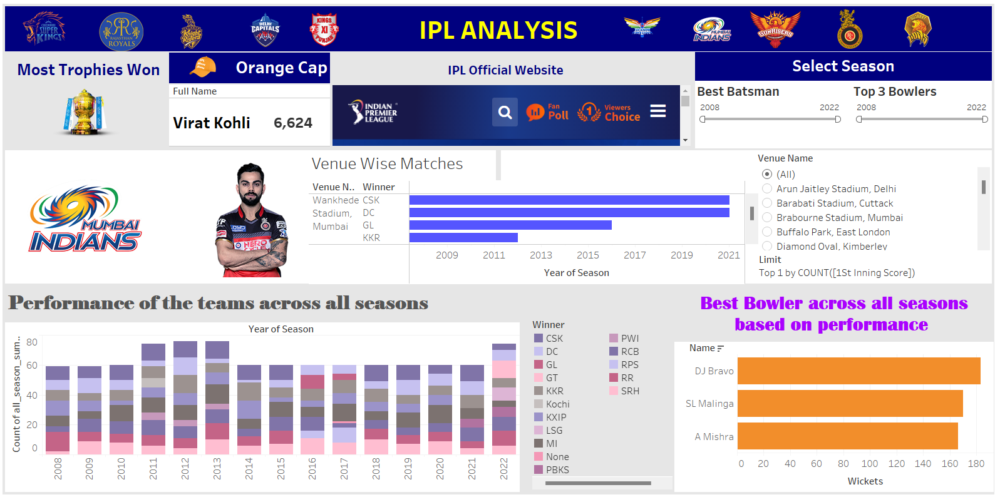 CHENNAI
SUPER
KINGS
RAJASTHAN
ROYALS
Knight
Riders
DELHI
CAPITALS
KINGS
XI
PUNJAB
IPL ANALYSIS
MUMBAI
INDIANS
SUNRISERS
Most Trophies Won
Orange Cap
Full Name
Virat Kohli 6,624
IPL Official Website
INDIAN
PREMIER
LEAGUE
Fan
Poll
1
Viewers
Choice
Select Season
Best Batsman
2008 2022
Top 3 Bowlers
2008 2022
MUMBAI
INDIANS
HERO
Venue Wise Matches
Venue N.. Winner
Wankhede CSK
Stadium, DC
Mumbai GL
KKR
2009 2011 2013 2015 2017 2019 2021
Year of Season
Venue Name
(All)
Arun Jaitley Stadium, Delhi
Barabati Stadium, Cuttack
Brabourne Stadium, Mumbai
Buffalo Park, East London
Diamond Oval, Kimberley
Limit
Top 1 by COUNT([1St Inning Score])
Performance of the teams across all seasons
Year of Season
Count of all_season_sum..
80
60
40
20
0
2008 2009 2010 2011 2012 2013 2014 2015 2016 2017 2018 2019 2020 2021 2022
Winner
CSK
DC
GL
GT
KKR
Kochi
KXIP
LSG
MI
None
PBKS
PWI
RCB
RPS
RR
SRH
Best Bowler across all seasons
based on performance
Name
DJ Bravo
SL Malinga
A Mishra
0 20 40 60 80 100 120 140 160 180
Wickets